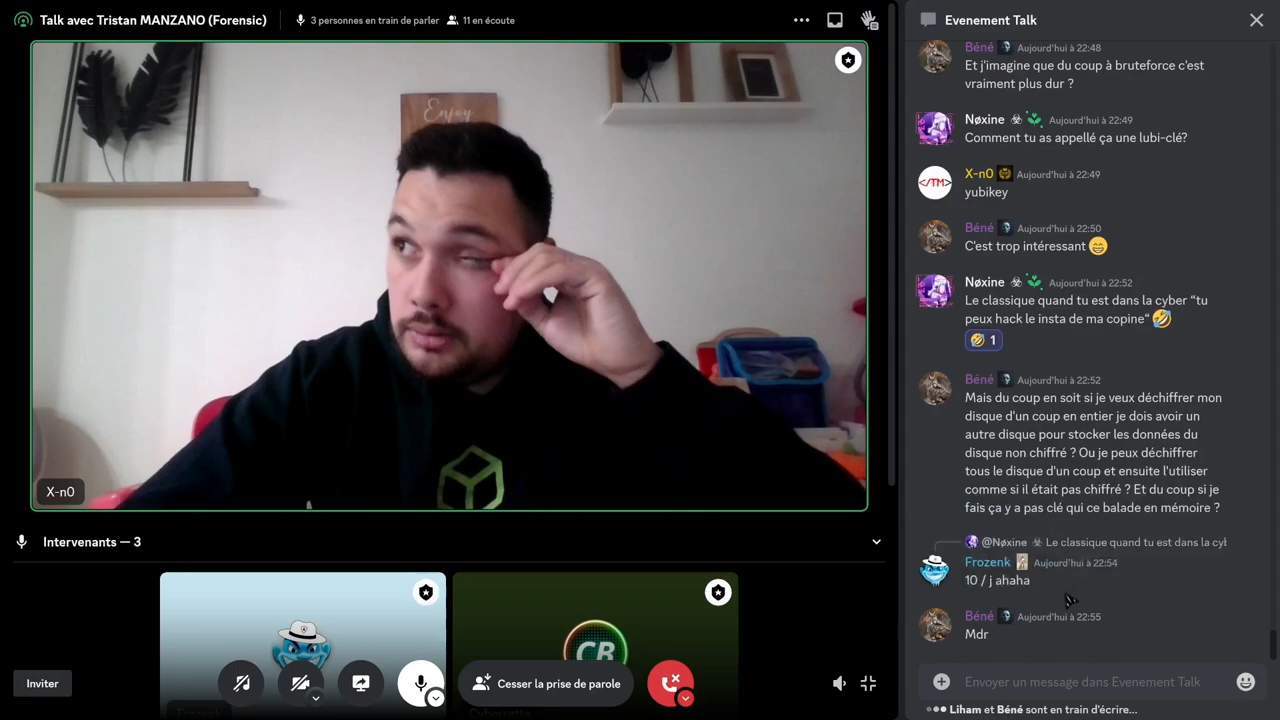 Talk avec Tristan MANZANO (Forensic)
3 personnes en train de parler
11 en écoute
Enjoy
X-n0
Intervenants — 3
CB
Inviter
Cesser la prise de parole
Evenement Talk
Béné Aujourd'hui à 22:48
Et j'imagine que du coup à bruteforce c'est
vraiment plus dur ?
Nøxine Aujourd'hui à 22:49
Comment tu as appellé ça une lubi-clé?
</TM>
X-n0 Aujourd'hui à 22:49
yubikey
Béné Aujourd'hui à 22:50
C'est trop intéressant 😄
Nøxine Aujourd'hui à 22:52
Le classique quand tu est dans la cyber “tu
peux hack le insta de ma copine“ 🤣
🤣 1
Béné Aujourd'hui à 22:52
Mais du coup en soit si je veux déchiffrer mon
disque d'un coup en entier je dois avoir un
autre disque pour stocker les données du
disque non chiffré ? Ou je peux déchiffrer
tous le disque d'un coup et ensuite l'utiliser
comme si il était pas chiffré ? Et du coup si je
fais ça y a pas clé qui ce balade en mémoire ?
@Nøxine Le classique quand tu est dans la cyl
Frozenk Aujourd'hui à 22:54
10 / j ahaha
Béné Aujourd'hui à 22:55
Mdr
Envoyer un message dans Evenement Talk
Liham et Béné sont en train d'écrire...